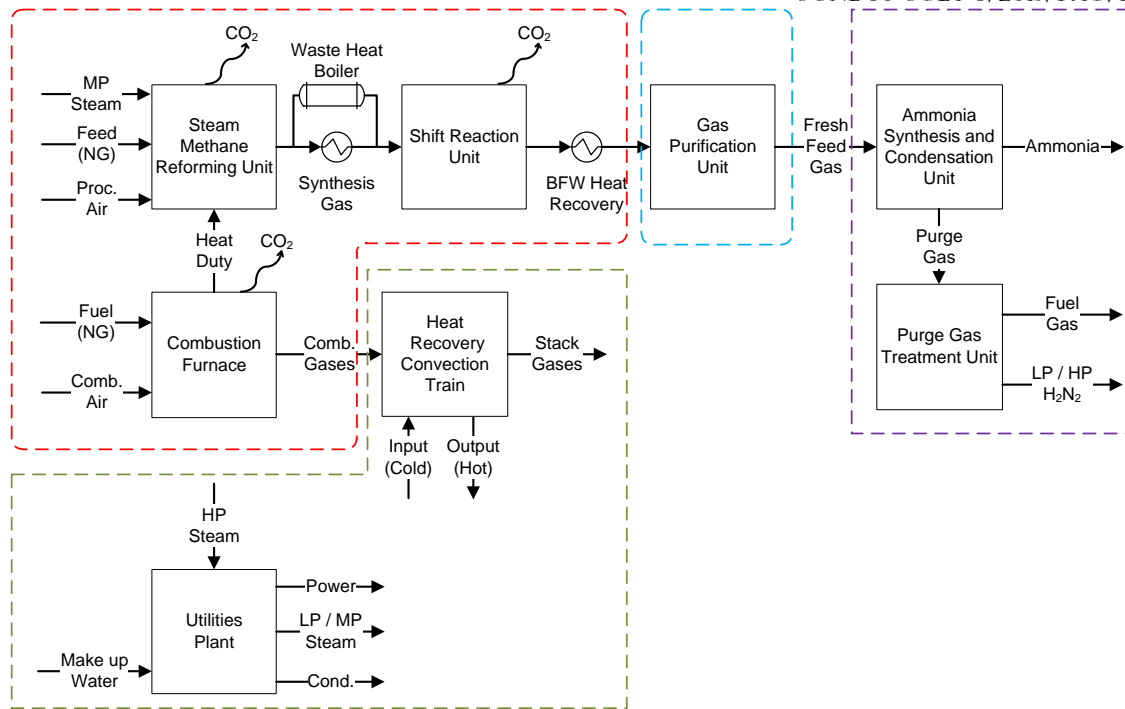 CO2
Waste Heat
Boiler
CO2
MP
Steam
Feed
(NG)
Proc.
Air
Steam
Methane
Reforming Unit
Synthesis
Gas
Shift Reaction
Unit
BFW Heat
Recovery
Gas
Purification
Unit
Fresh
Feed
Gas
Ammonia
Synthesis and
Condensation
Unit
Ammonia
Heat
Duty
CO2
Purge
Gas
Fuel
(NG)
Comb.
Air
Combustion
Furnace
Comb.
Gases
Heat
Recovery
Convection
Train
Stack
Gases
Purge Gas
Treatment Unit
Fuel
Gas
LP / HP
H2N2
Input
(Cold)
Output
(Hot)
HP
Steam
Utilities
Plant
Power
LP / MP
Steam
Make up
Water
Cond.